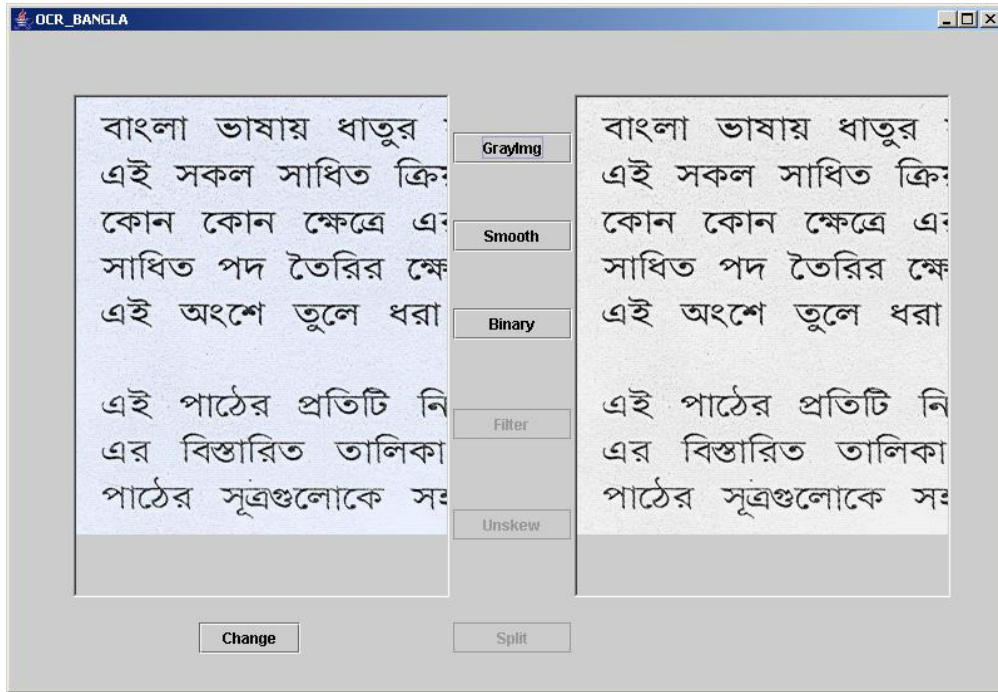 OCR_BANGLA
বাংলা ভাষায় ধাতুর
এই সকল সাধিত
কোন কোন ক্ষেত্রে
সাধিত পদ তৈরির
এই অংশে তুলে ধরা
এই পাঠের প্রতিটি
এর বিস্তারিত তালিকা
পাঠের সূত্রগুলোকে
GrayImg
Smooth
Binary
Filter
Unskew
Split
বাংলা ভাষায় ধাতুর
এই সকল সাধিত
কোন কোন ক্ষেত্রে
সাধিত পদ তৈরির
এই অংশে তুলে ধরা
এই পাঠের প্রতিটি
এর বিস্তারিত তালিকা
পাঠের সূত্রগুলোকে
Change